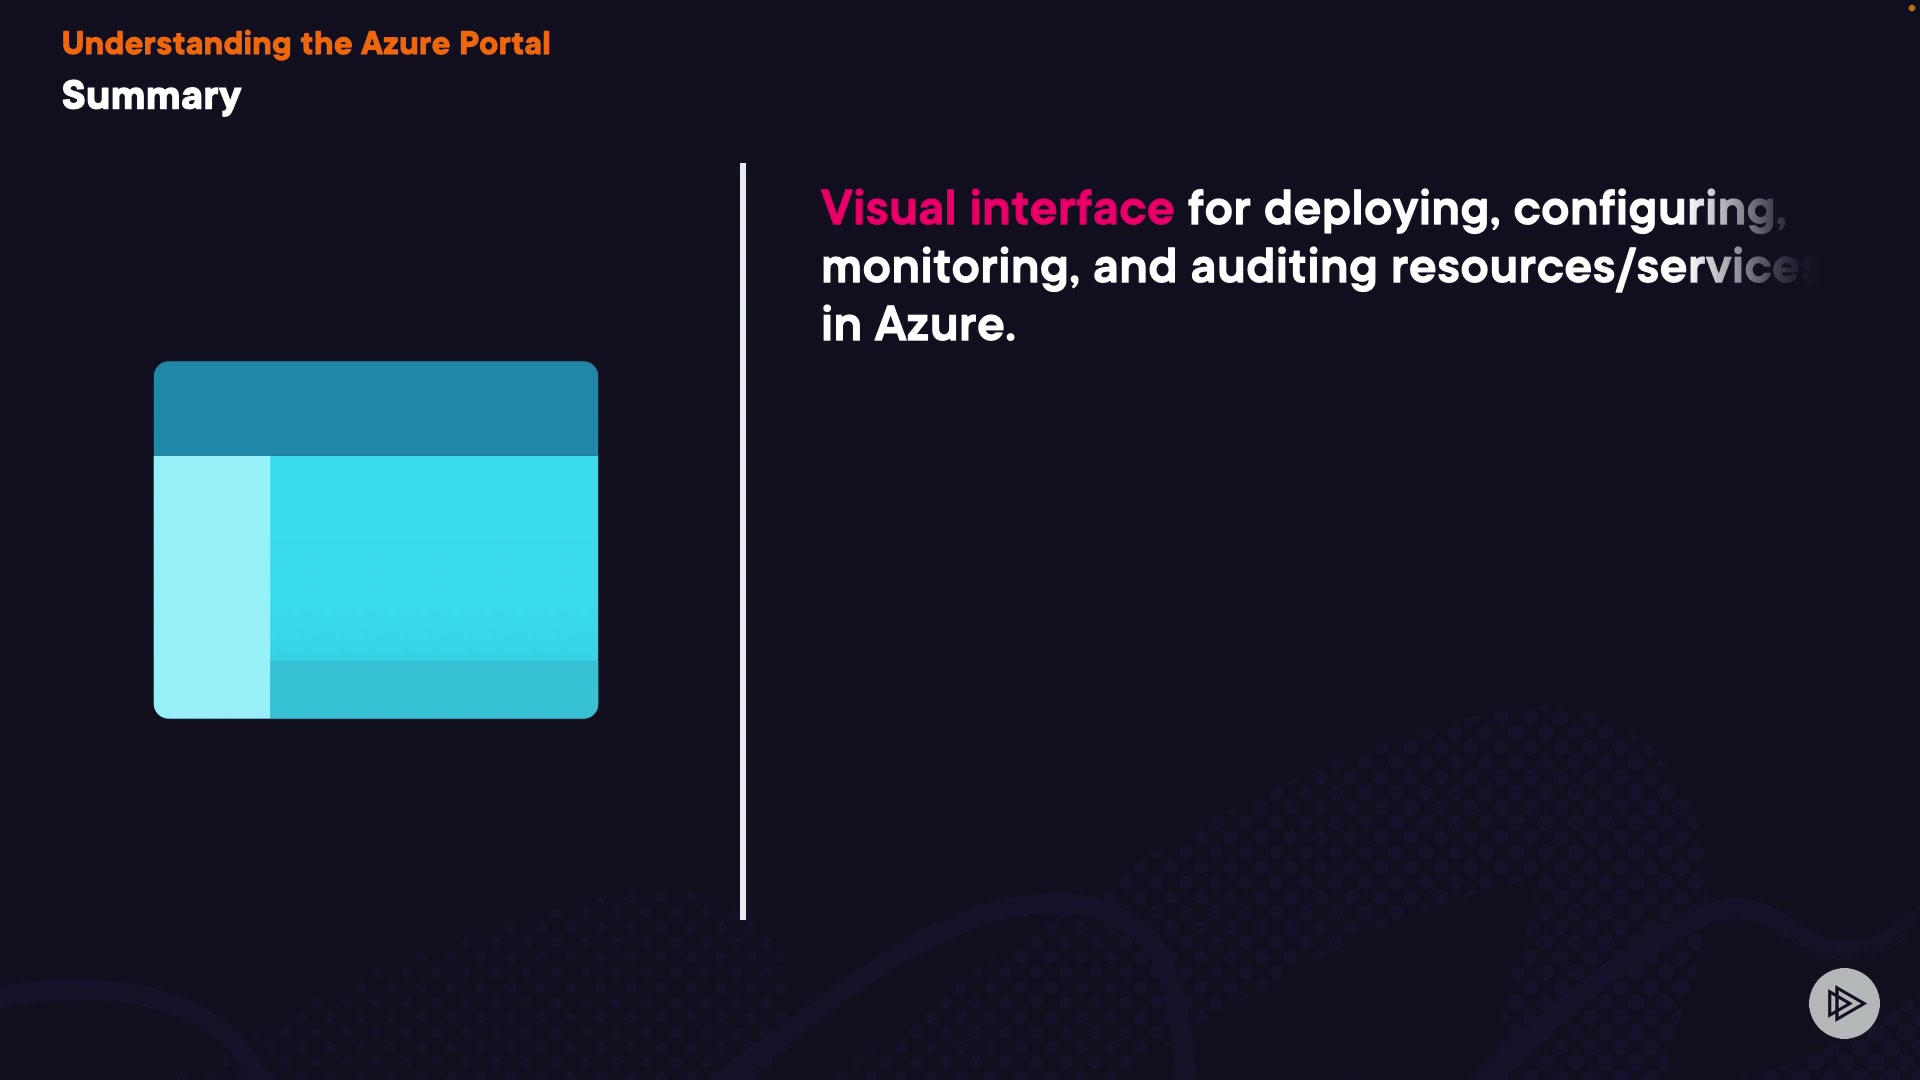 Understanding the Azure Portal
Summary
Visual interface for deploying, configuring,
monitoring, and auditing resources/services
in Azure.